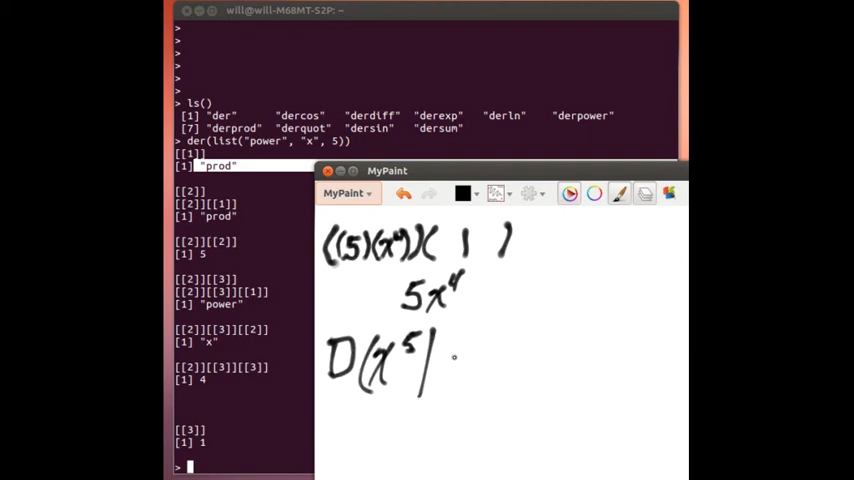 will@will-M68MT-S2P: ~
>
>
>
>
>
>
> ls()
[1] "der" "dercos" "derdiff" "derexp" "derln" "derpower"
[7] "derprod" "derquot" "dersin" "dersum"
> der(list("power", "x", 5))
[[1]]
[1] "prod"
[[2]]
[[2]][[1]]
[1] "prod"
[[2]][[2]]
[1] 5
[[2]][[3]]
[[2]][[3]][[1]]
[1] "power"
[[2]][[3]][[2]]
[1] "x"
[[2]][[3]][[3]]
[1] 4
[[3]]
[1] 1
>
MyPaint
MyPaint
((5)(x⁴))( 1 )
5x⁴
D(x⁵)